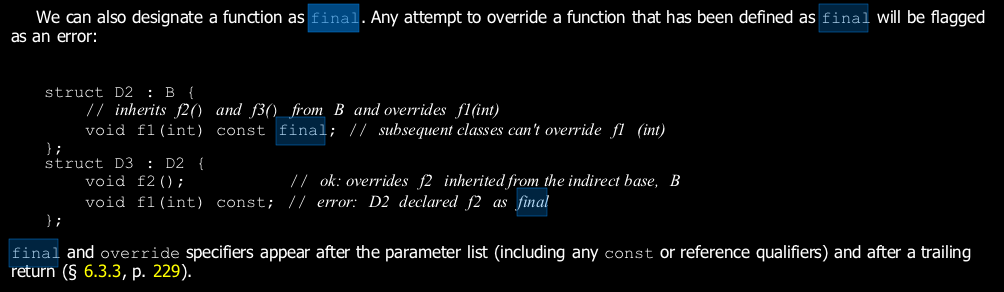 We can also designate a function as final. Any attempt to override a function that has been defined as final will be flagged
as an error:
struct D2 : B {
// inherits f2() and f3() from B and overrides f1(int)
void f1(int) const final; // subsequent classes can't override f1 (int)
};
struct D3 : D2 {
void f2(); // ok: overrides f2 inherited from the indirect base, B
void f1(int) const; // error: D2 declared f2 as final
};
final and override specifiers appear after the parameter list (including any const or reference qualifiers) and after a trailing
return (§ 6.3.3, p. 229).